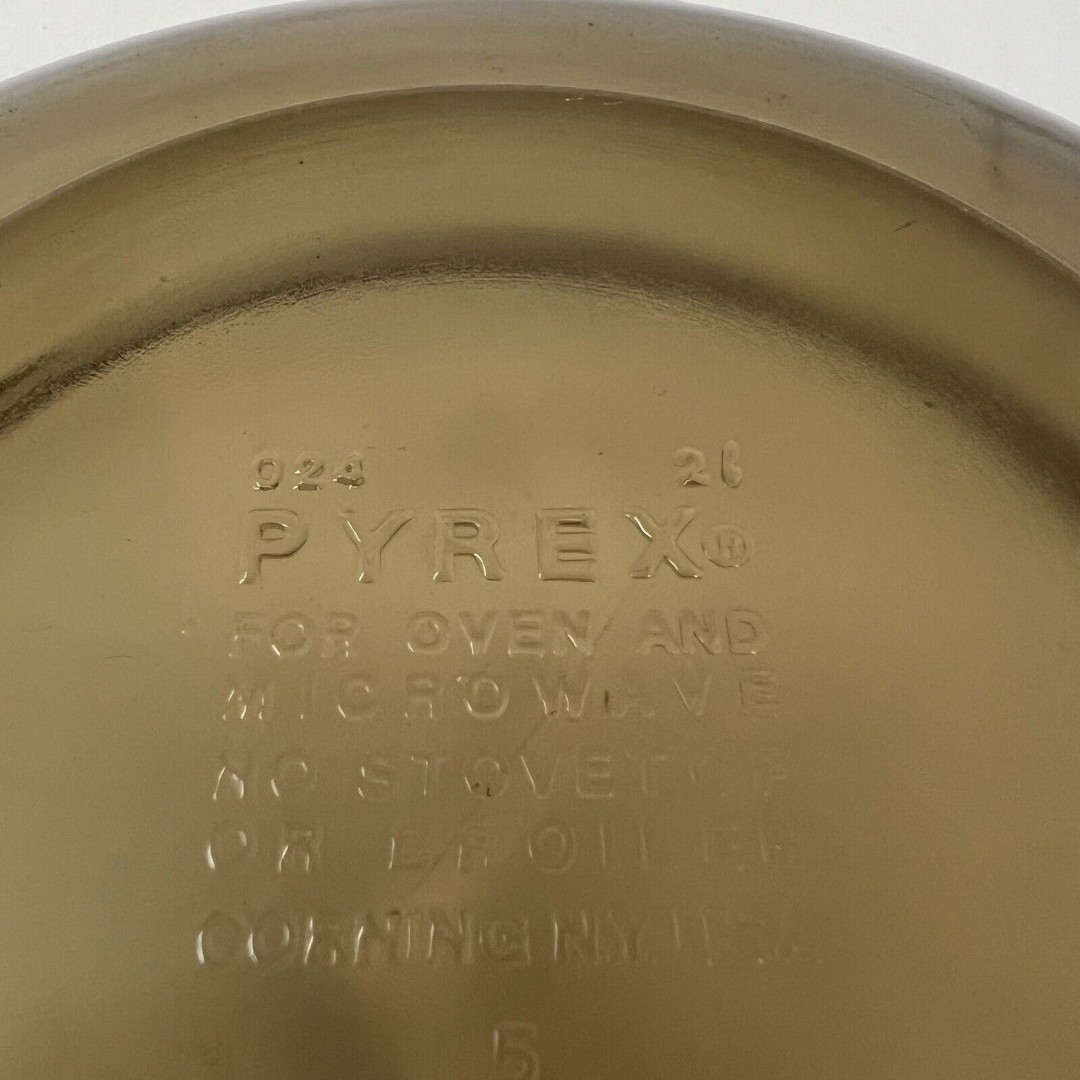 024 2 l
PYREX®
FOR OVEN AND
MICROWAVE
NO STOVETOP
OR BROILER
CORNING NY U.S.A.
5